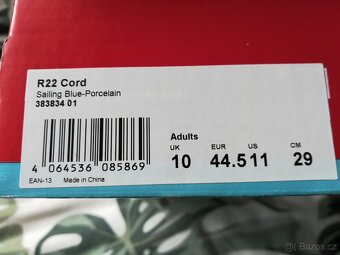 R22 Cord
Sailing Blue-Porcelain
383834 01
Adults
UK EUR US CM
10 44.5 11 29
4 064536 085869
EAN-13 Made in China
Bazoš.cz